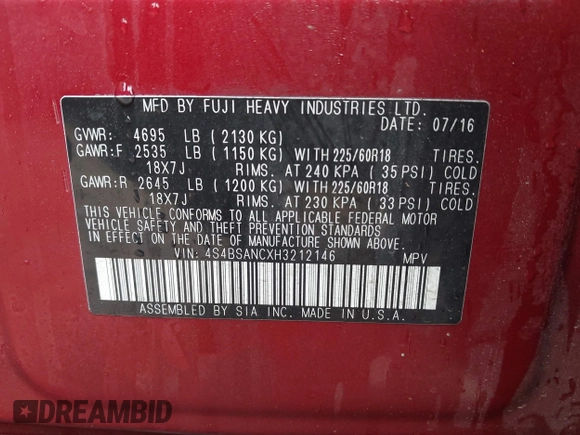 MFD BY FUJI HEAVY INDUSTRIES LTD.
DATE: 07/16
GVWR: 4695 LB (2130 KG)
GAWR:F 2535 LB (1150 KG) WITH 225/60R18 TIRES.
18X7J RIMS. AT 240 KPA (35 PSI) COLD
GAWR:R 2645 LB (1200 KG) WITH 225/60R18 TIRES.
18X7J RIMS. AT 230 KPA (33 PSI) COLD
THIS VEHICLE CONFORMS TO ALL APPLICABLE FEDERAL MOTOR
VEHICLE SAFETY AND THEFT PREVENTION STANDARDS
IN EFFECT ON THE DATE OF MANUFACTURE SHOWN ABOVE.
VIN: 4S4BSANCXH3212146 MPV
ASSEMBLED BY SIA INC. MADE IN U.S.A.
DREAMBID